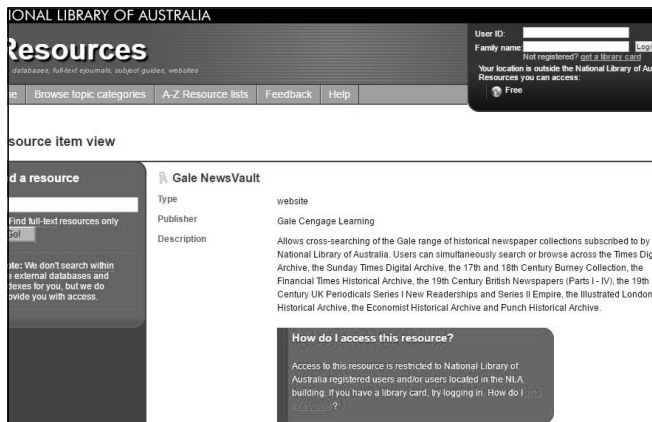 IONAL LIBRARY OF AUSTRALIA
Resources
databases, full-text ejournals, subject guides, websites
User ID:
Family name: Logi
Not registered? get a library card
Your location is outside the National Library of Au
Resources you can access:
Free
ne Browse topic categories A-Z Resource lists Feedback Help
source item view
d a resource
Find full-text resources only
Go!
ote: We don't search within
e external databases and
dexes for you, but we do
ovide you with access.
Gale NewsVault
Type website
Publisher Gale Cengage Learning
Description Allows cross-searching of the Gale range of historical newspaper collections subscribed to by
National Library of Australia. Users can simultaneously search or browse across the Times Dig
Archive, the Sunday Times Digital Archive, the 17th and 18th Century Burney Collection, the
Financial Times Historical Archive, the 19th Century British Newspapers (Parts I - IV), the 19th
Century UK Periodicals Series I New Readerships and Series II Empire, the Illustrated London
Historical Archive, the Economist Historical Archive and Punch Historical Archive.
How do I access this resource?
Access to this resource is restricted to National Library of
Australia registered users and/or users located in the NLA
building. If you have a library card, try logging in. How do I get a
library card?